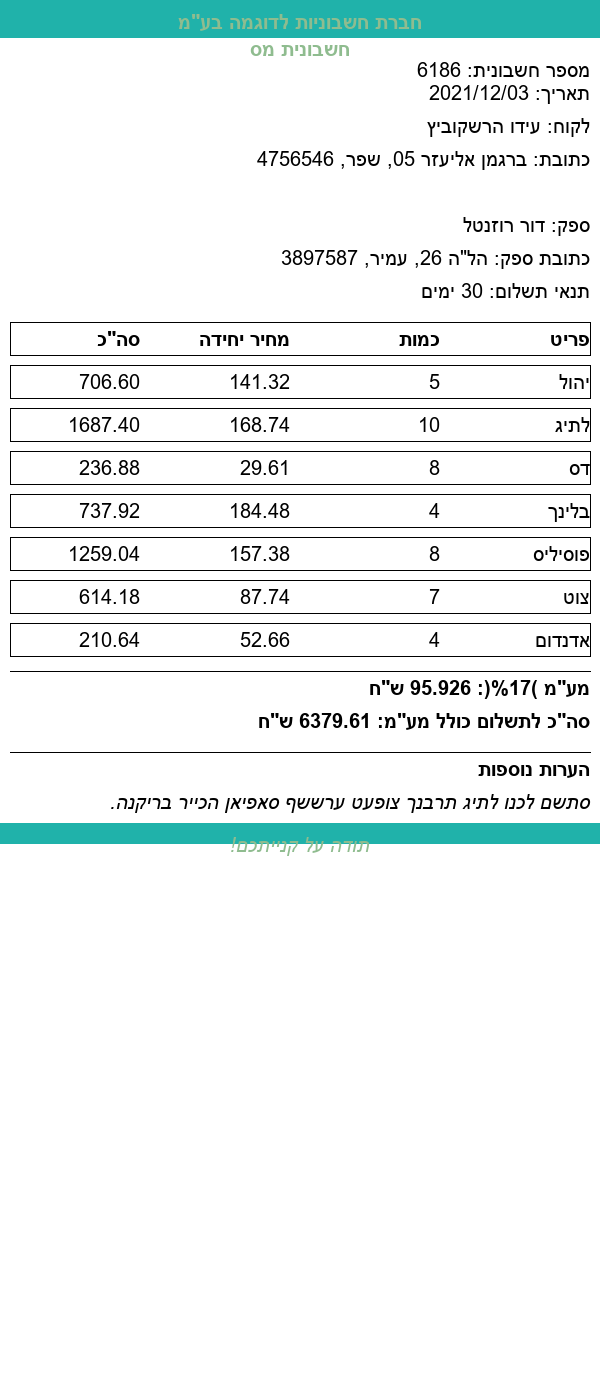 חברת חשבוניות לדוגמה בע"מ
חשבונית מס
מספר חשבונית: 6186
תאריך: 2021/12/03
לקוח: עידו הרשקוביץ
כתובת: ברגמן אליעזר 05, שפר, 4756546
ספק: דור רוזנטל
כתובת ספק: הל"ה 26, עמיר, 3897587
תנאי תשלום: 30 ימים
פריט כמות מחיר יחידה סה"כ
יהול 5 141.32 706.60
לתיג 10 168.74 1687.40
דס 8 29.61 236.88
בלינך 4 184.48 737.92
פוסיליס 8 157.38 1259.04
צוט 7 87.74 614.18
אדנדום 4 52.66 210.64
מע"מ )17%(: 95.926 ש"ח
סה"כ לתשלום כולל מע"מ: 6379.61 ש"ח
הערות נוספות
סתשם לכנו לתיג תרבנך צופעט ערששף סאפיאן הכייר בריקנה.
תודה על קנייתכם!